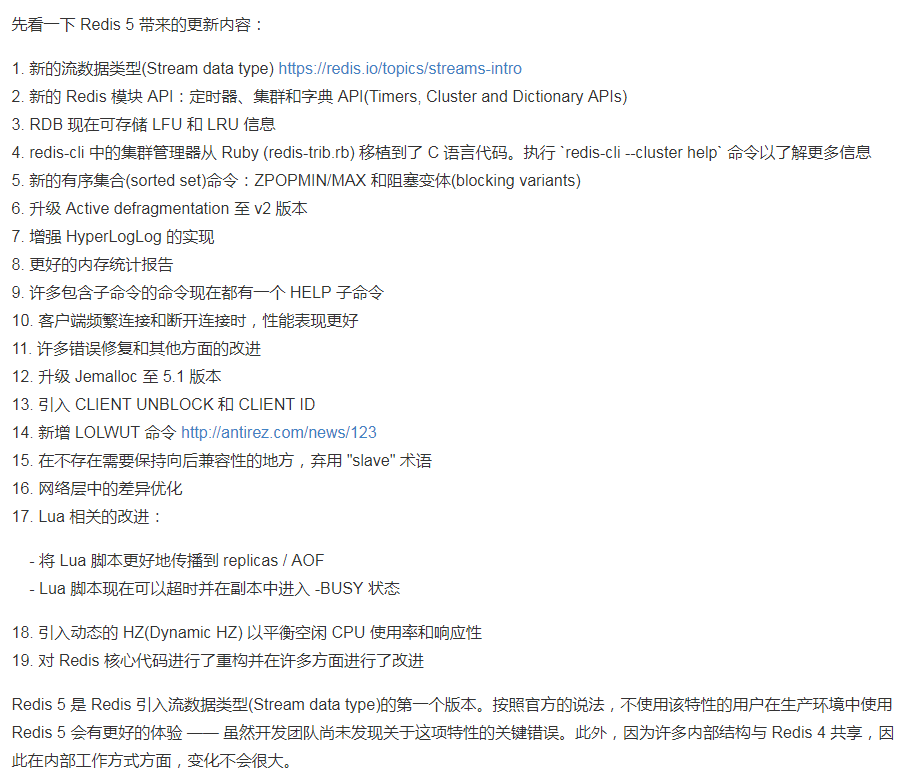 先看一下 Redis 5 带来的更新内容：
1. 新的流数据类型(Stream data type) https://redis.io/topics/streams-intro
2. 新的 Redis 模块 API：定时器、集群和字典 API(Timers, Cluster and Dictionary APIs)
3. RDB 现在可存储 LFU 和 LRU 信息
4. redis-cli 中的集群管理器从 Ruby (redis-trib.rb) 移植到了 C 语言代码。执行 `redis-cli --cluster help` 命令以了解更多信息
5. 新的有序集合(sorted set)命令：ZPOPMIN/MAX 和阻塞变体(blocking variants)
6. 升级 Active defragmentation 至 v2 版本
7. 增强 HyperLogLog 的实现
8. 更好的内存统计报告
9. 许多包含子命令的命令现在都有一个 HELP 子命令
10. 客户端频繁连接和断开连接时，性能表现更好
11. 许多错误修复和其他方面的改进
12. 升级 Jemalloc 至 5.1 版本
13. 引入 CLIENT UNBLOCK 和 CLIENT ID
14. 新增 LOLWUT 命令 http://antirez.com/news/123
15. 在不存在需要保持向后兼容性的地方，弃用 "slave" 术语
16. 网络层中的差异优化
17. Lua 相关的改进：
- 将 Lua 脚本更好地传播到 replicas / AOF
- Lua 脚本现在可以超时并在副本中进入 -BUSY 状态
18. 引入动态的 HZ(Dynamic HZ) 以平衡空闲 CPU 使用率和响应性
19. 对 Redis 核心代码进行了重构并在许多方面进行了改进
Redis 5 是 Redis 引入流数据类型(Stream data type)的第一个版本。按照官方的说法，不使用该特性的用户在生产环境中使用
Redis 5 会有更好的体验 —— 虽然开发团队尚未发现关于这项特性的关键错误。此外，因为许多内部结构与 Redis 4 共享，因
此在内部工作方式方面，变化不会很大。